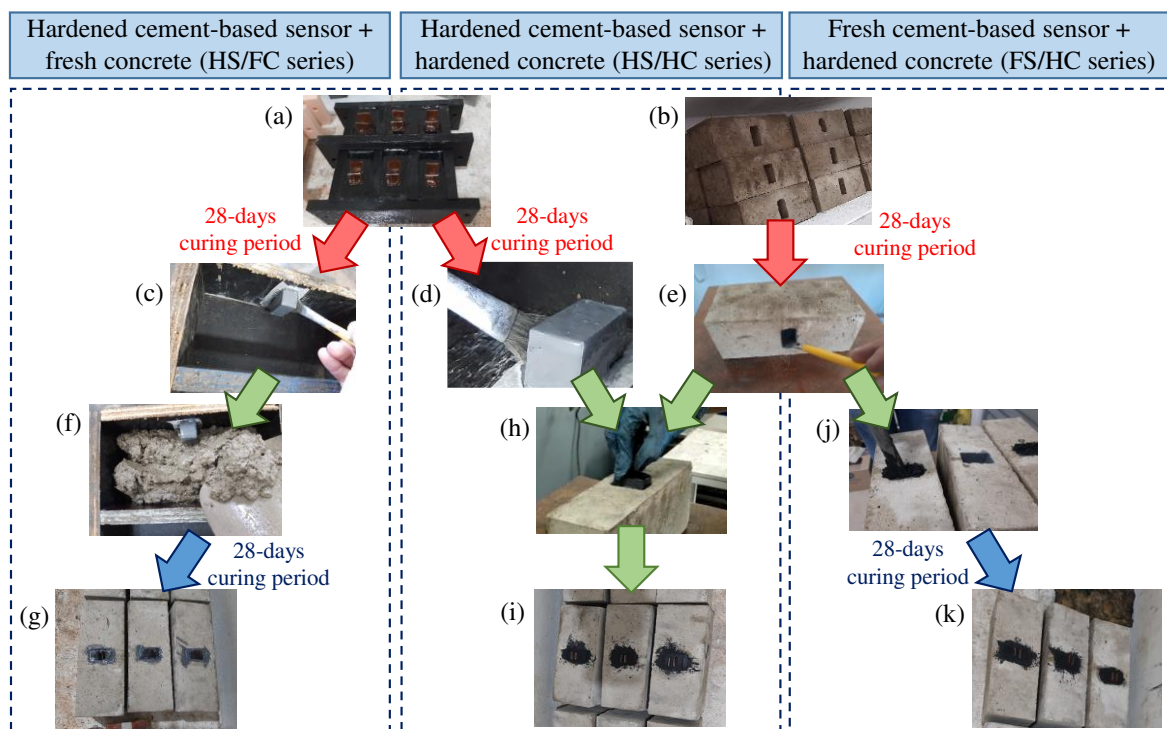 Hardened cement-based sensor +
fresh concrete (HS/FC series)
Hardened cement-based sensor +
hardened concrete (HS/HC series)
Fresh cement-based sensor +
hardened concrete (FS/HC series)
(a)
(b)
28-days
curing period
28-days
curing period
28-days
curing period
(c)
(d)
(e)
(f)
(h)
(j)
28-days
curing period
28-days
curing period
(g)
(i)
(k)